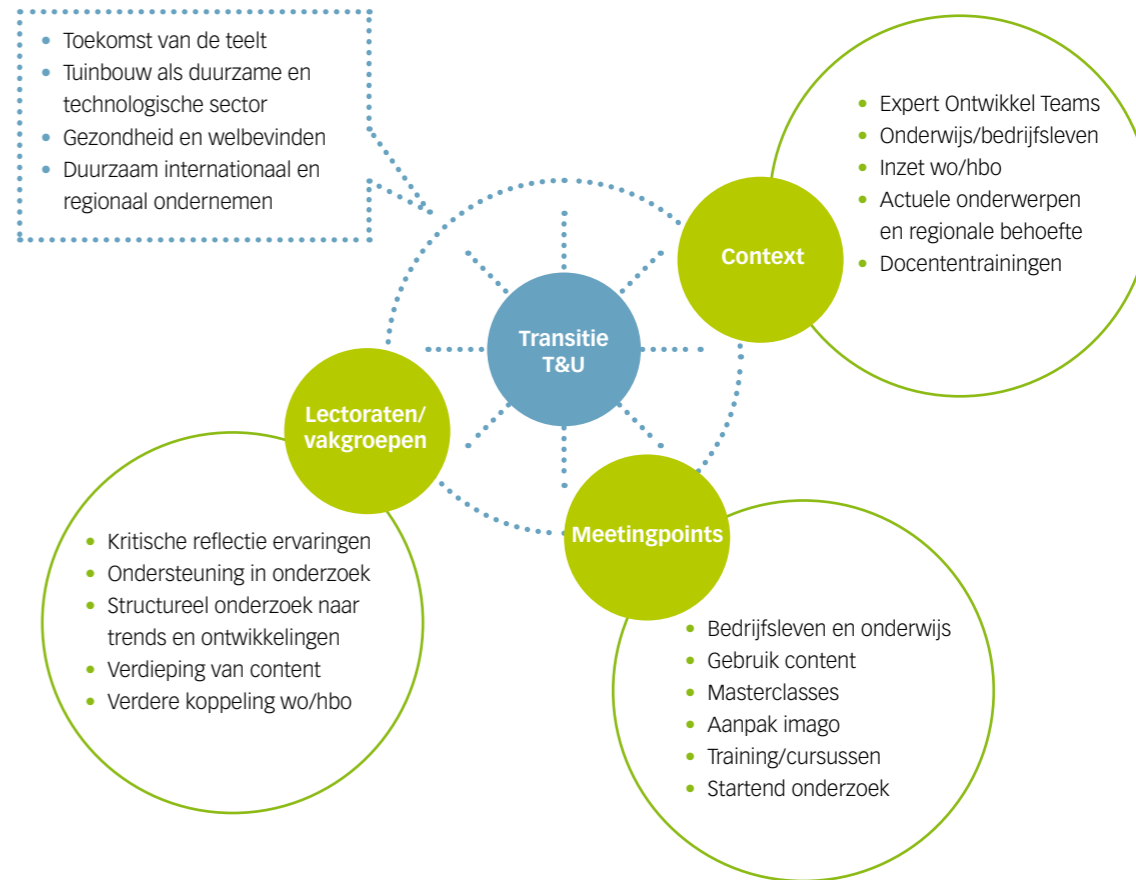 • Toekomst van de teelt
• Tuinbouw als duurzame en
technologische sector
• Gezondheid en welbevinden
• Duurzaam internationaal en
regionaal ondernemen
• Expert Ontwikkel Teams
• Onderwijs/bedrijfsleven
• Inzet wo/hbo
• Actuele onderwerpen
en regionale behoefte
• Docententrainingen
Context
Transitie
T&U
Lectoraten/
vakgroepen
Meetingpoints
• Kritische reflectie ervaringen
• Ondersteuning in onderzoek
• Structureel onderzoek naar
trends en ontwikkelingen
• Verdieping van content
• Verdere koppeling wo/hbo
• Bedrijfsleven en onderwijs
• Gebruik content
• Masterclasses
• Aanpak imago
• Training/cursussen
• Startend onderzoek